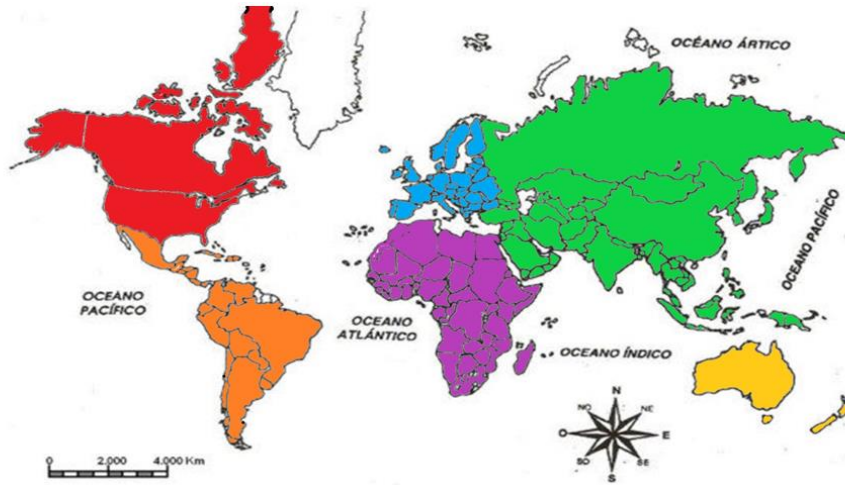 OCÉANO ÁRTICO
OCEANO
PACÍFICO
OCEANO
ATLÁNTICO
OCEANO ÍNDICO
OCÉANO PACÍFICO
N
NO
NE
O
E
SO
SE
S
0
2.000
4.000 Km